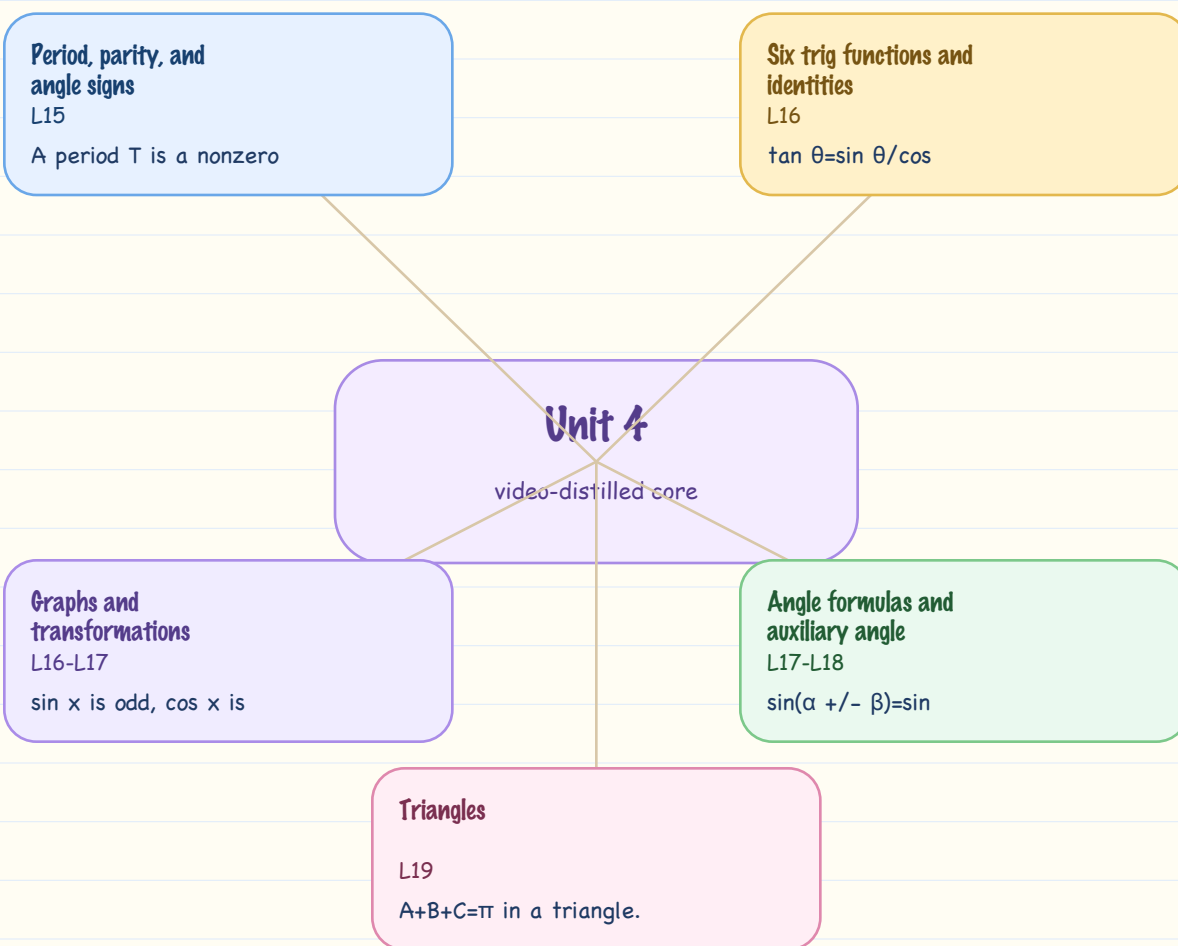 Period, parity, and
angle signs
L15
A period T is a nonzero
Six trig functions and
identities
L16
tan θ=sin θ/cos
Unit 4
video-distilled core
Graphs and
transformations
L16-L17
sin x is odd, cos x is
Angle formulas and
auxiliary angle
L17-L18
sin(α +/- β)=sin
Triangles
L19
A+B+C=π in a triangle.